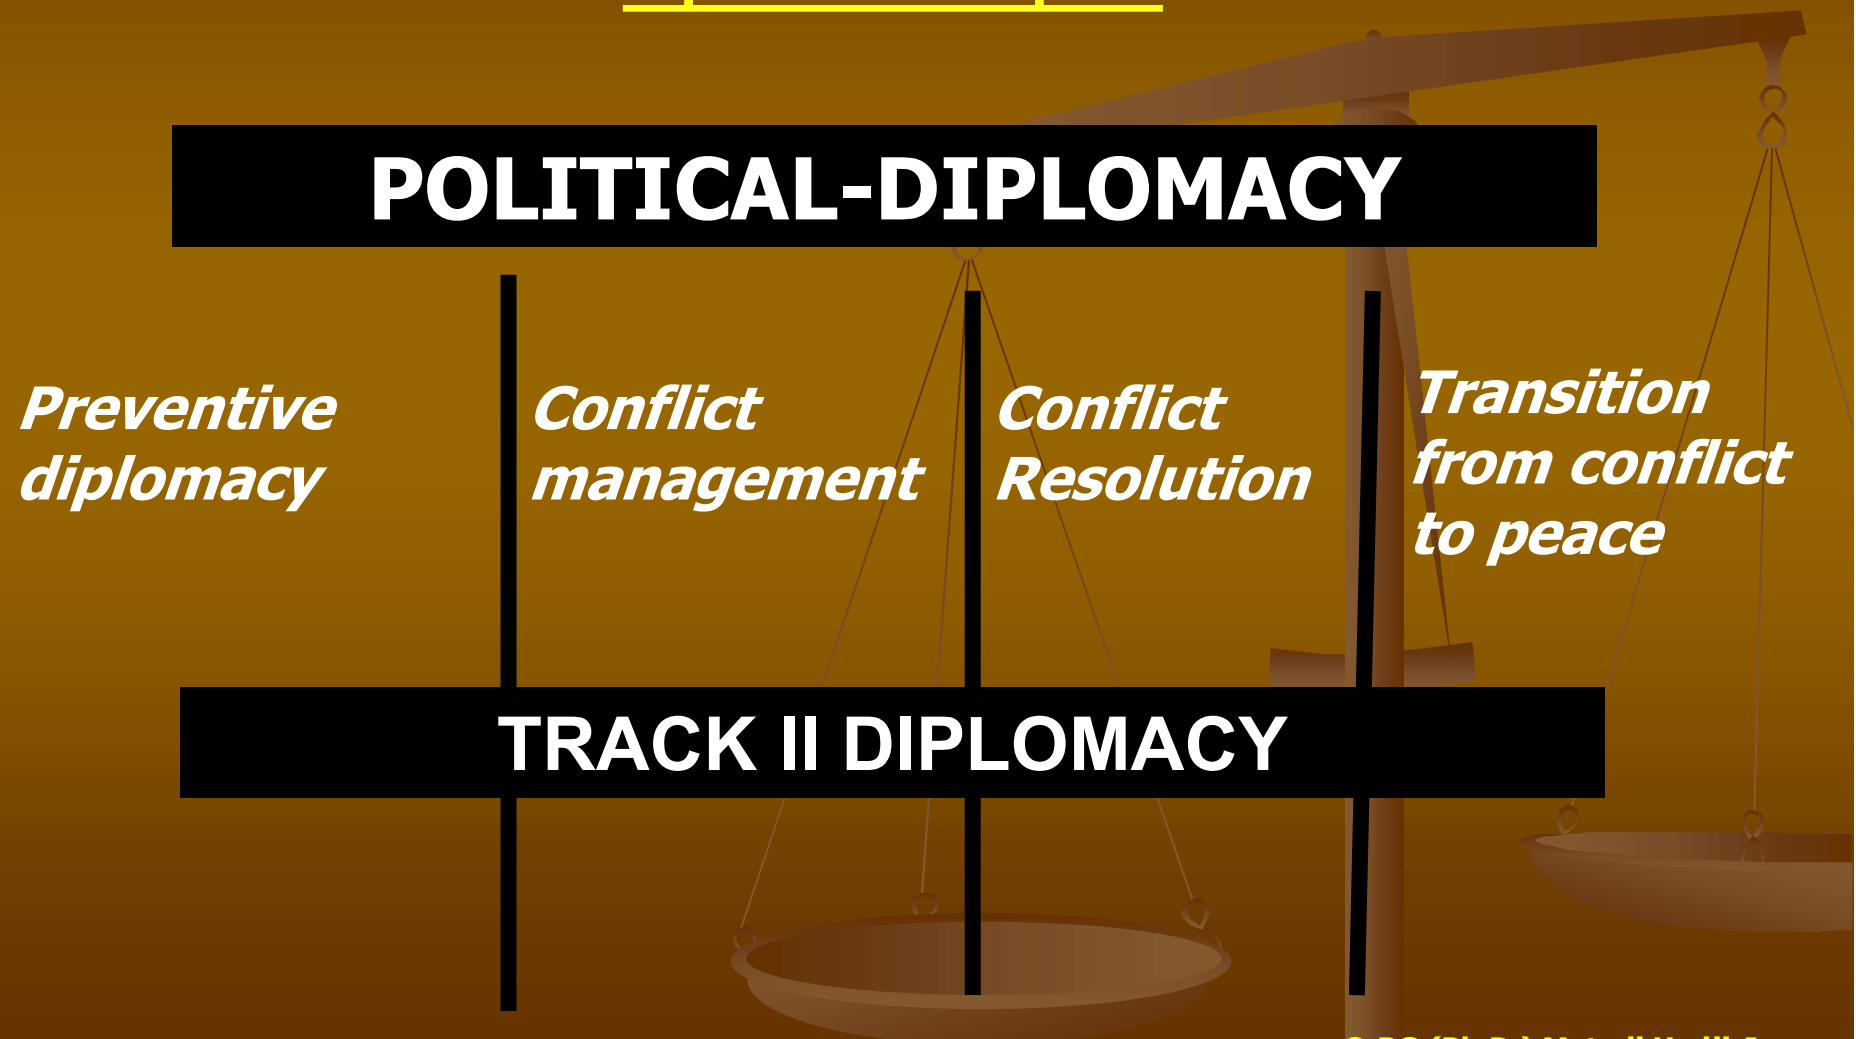 POLITICAL-DIPLOMACY
Preventive
diplomacy
Conflict
management
Conflict
Resolution
Transition
from conflict
to peace
TRACK II DIPLOMACY